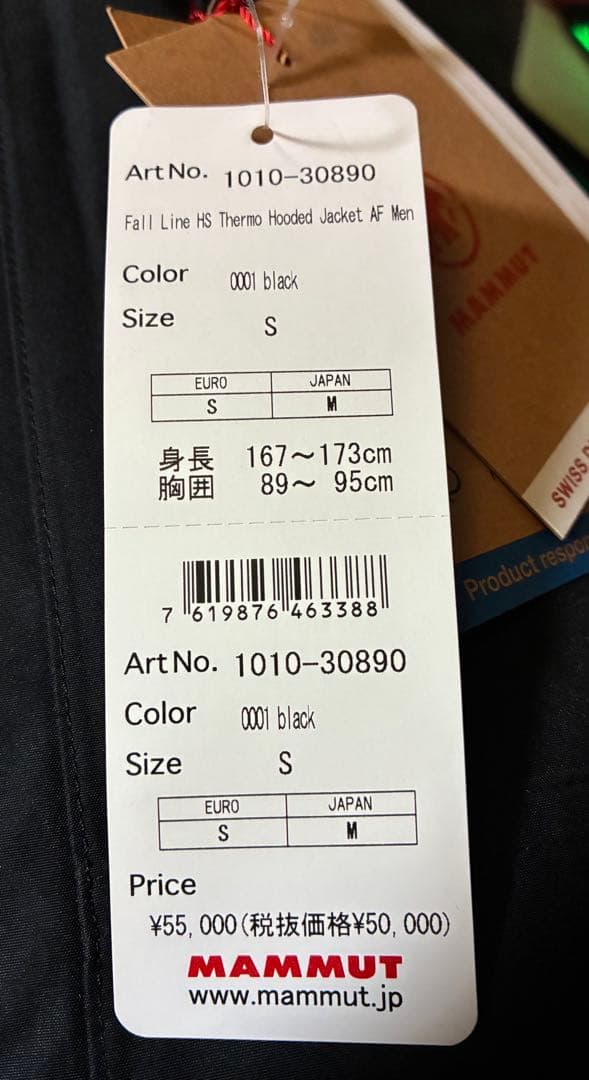 Art No. 1010-30890
Fall Line HS Thermo Hooded Jacket AF Men
Color 0001 black
Size S
EURO JAPAN
S M
身長 167～173cm
胸囲 89～ 95cm
7 619876 463388
Art No. 1010-30890
Color 0001 black
Size S
EURO JAPAN
S M
Price
¥55,000(税抜価格¥50,000)
MAMMUT
www.mammut.jp
MAMMUT
SWISS
Product